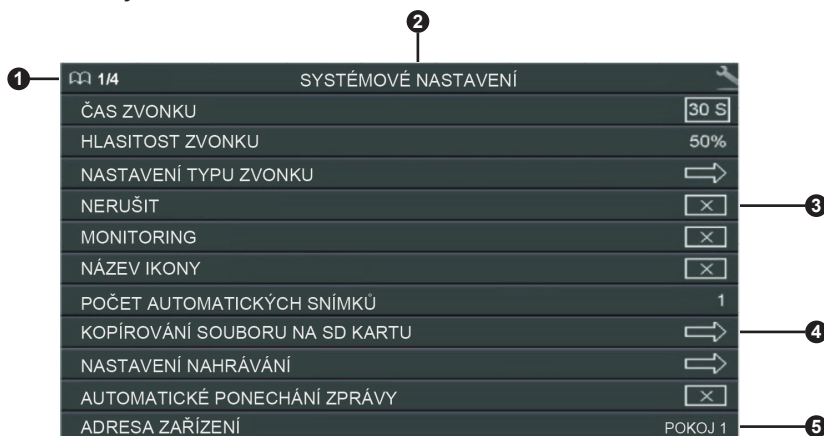 2
1 1/4 SYSTÉMOVÉ NASTAVENÍ
ČAS ZVONKU 30 S
HLASITOST ZVONKU 50%
NASTAVENÍ TYPU ZVONKU
NERUŠIT 3
MONITORING
NÁZEV IKONY
POČET AUTOMATICKÝCH SNÍMKŮ 1
KOPÍROVÁNÍ SOUBORU NA SD KARTU 4
NASTAVENÍ NAHRÁVÁNÍ
AUTOMATICKÉ PONECHÁNÍ ZPRÁVY
ADRESA ZAŘÍZENÍ POKOJ 1 5